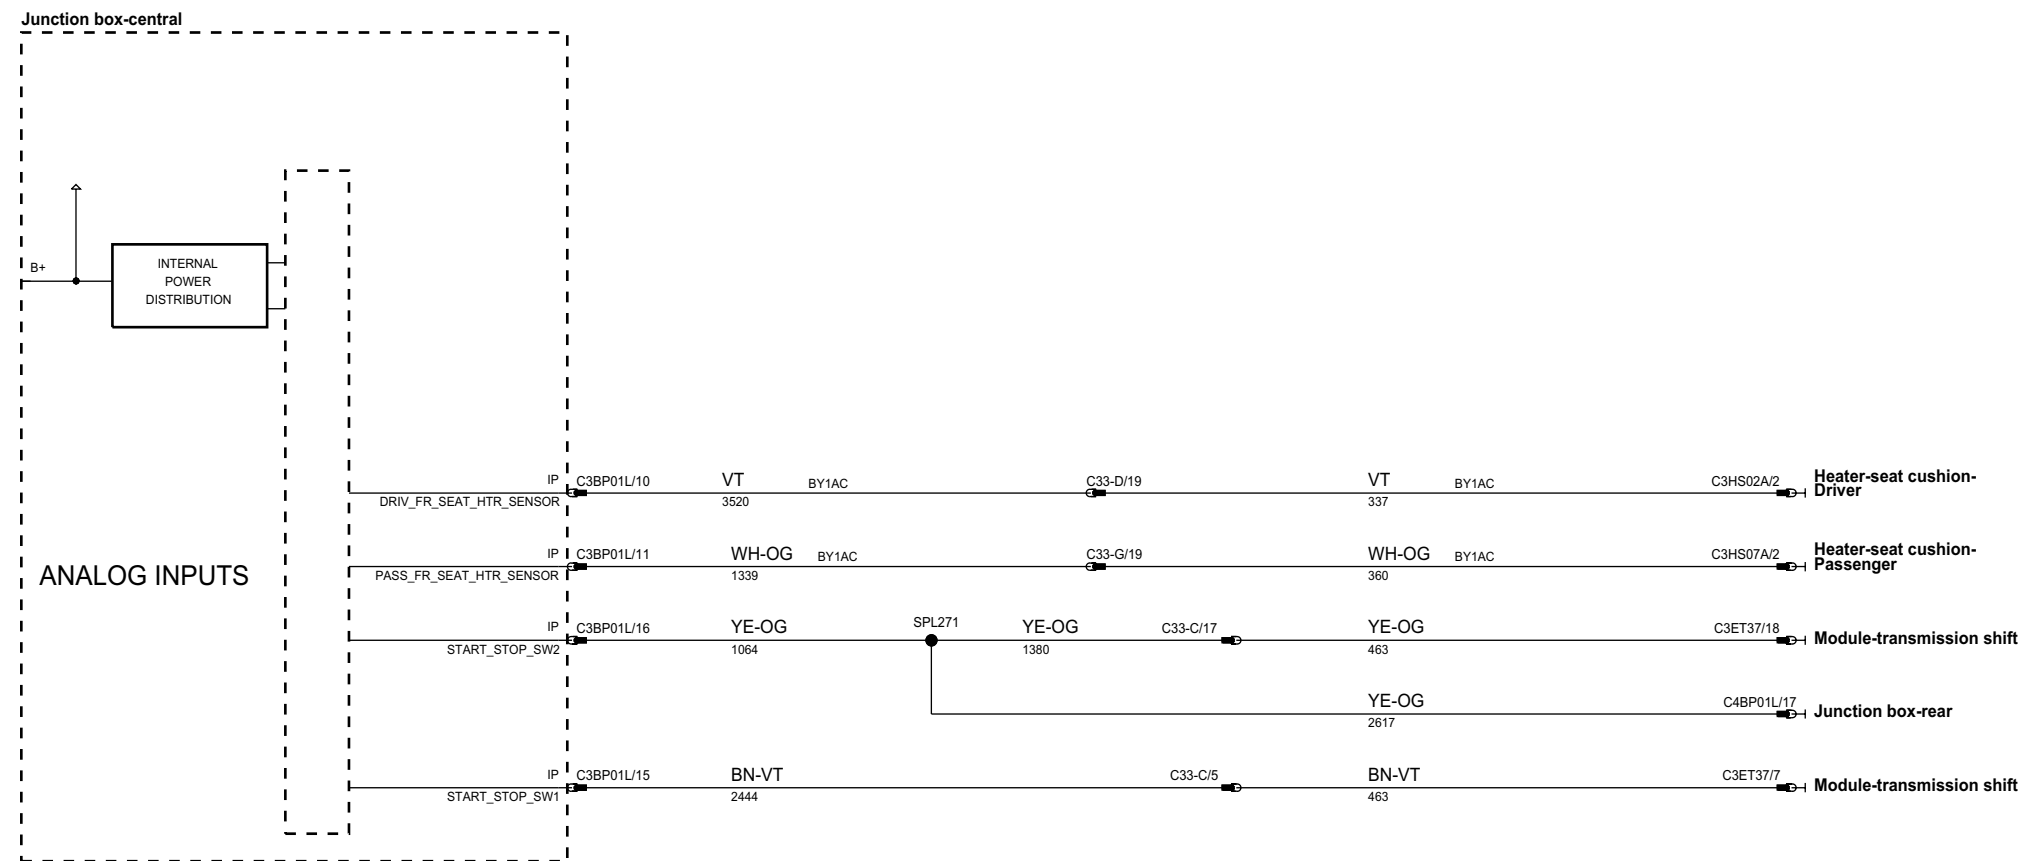 Junction box-central
B+
INTERNAL
POWER
DISTRIBUTION
ANALOG INPUTS
IP
C3BP01L/10
VT
BY1AC
C33-D/19
VT
BY1AC
C3HS02A/2
Heater-seat cushion-
Driver
DRIV_FR_SEAT_HTR_SENSOR
3520
337
IP
C3BP01L/11
WH-OG
BY1AC
C33-G/19
WH-OG
BY1AC
C3HS07A/2
Heater-seat cushion-
Passenger
PASS_FR_SEAT_HTR_SENSOR
1339
360
IP
C3BP01L/16
YE-OG
SPL271
YE-OG
C33-C/17
YE-OG
C3ET37/18
Module-transmission shift
START_STOP_SW2
1064
1380
463
YE-OG
C4BP01L/17
Junction box-rear
2617
IP
C3BP01L/15
BN-VT
C33-C/5
BN-VT
C3ET37/7
Module-transmission shift
START_STOP_SW1
2444
463